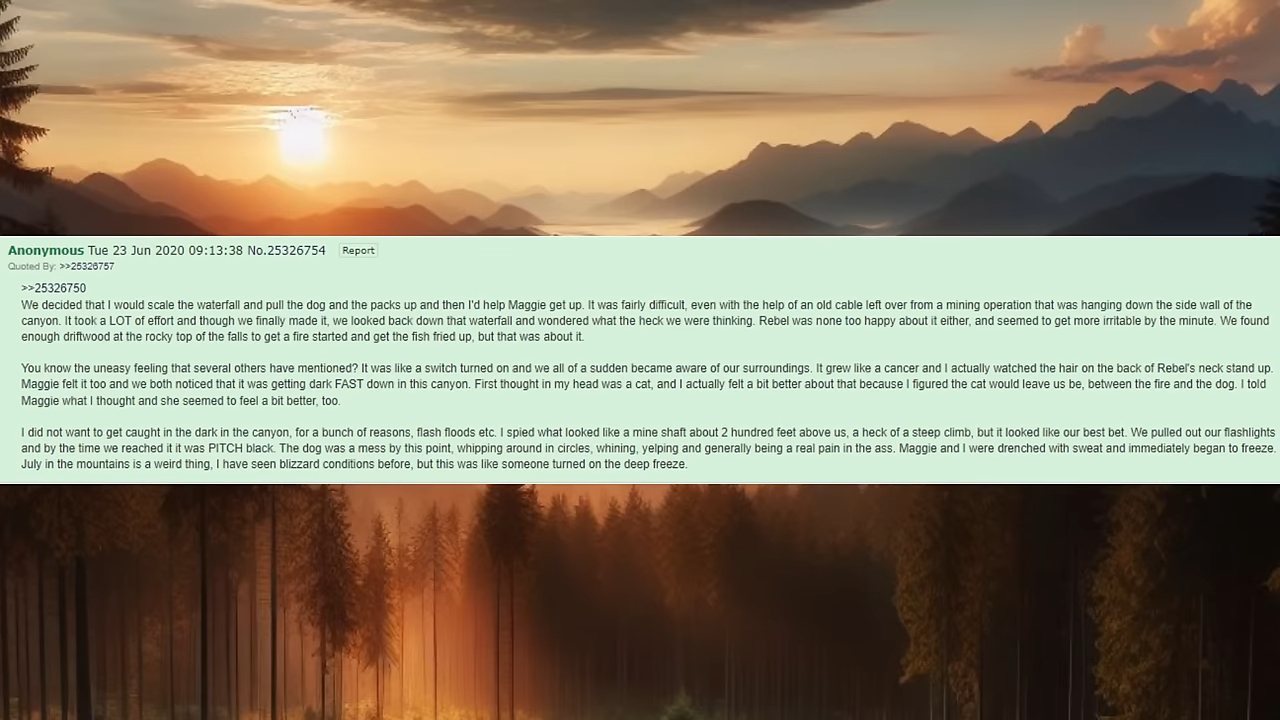 Anonymous Tue 23 Jun 2020 09:13:38 No.25326754 Report
Quoted By: >>25326757
>>25326750
We decided that I would scale the waterfall and pull the dog and the packs up and then I'd help Maggie get up. It was fairly difficult, even with the help of an old cable left over from a mining operation that was hanging down the side wall of the
canyon. It took a LOT of effort and though we finally made it, we looked back down that waterfall and wondered what the heck we were thinking. Rebel was none too happy about it either, and seemed to get more irritable by the minute. We found
enough driftwood at the rocky top of the falls to get a fire started and get the fish fried up, but that was about it.
You know the uneasy feeling that several others have mentioned? It was like a switch turned on and we all of a sudden became aware of our surroundings. It grew like a cancer and I actually watched the hair on the back of Rebel's neck stand up.
Maggie felt it too and we both noticed that it was getting dark FAST down in this canyon. First thought in my head was a cat, and I actually felt a bit better about that because I figured the cat would leave us be, between the fire and the dog. I told
Maggie what I thought and she seemed to feel a bit better, too.
I did not want to get caught in the dark in the canyon, for a bunch of reasons, flash floods etc. I spied what looked like a mine shaft about 2 hundred feet above us, a heck of a steep climb, but it looked like our best bet. We pulled out our flashlights
and by the time we reached it it was PITCH black. The dog was a mess by this point, whipping around in circles, whining, yelping and generally being a real pain in the ass. Maggie and I were drenched with sweat and immediately began to freeze.
July in the mountains is a weird thing, I have seen blizzard conditions before, but this was like someone turned on the deep freeze.